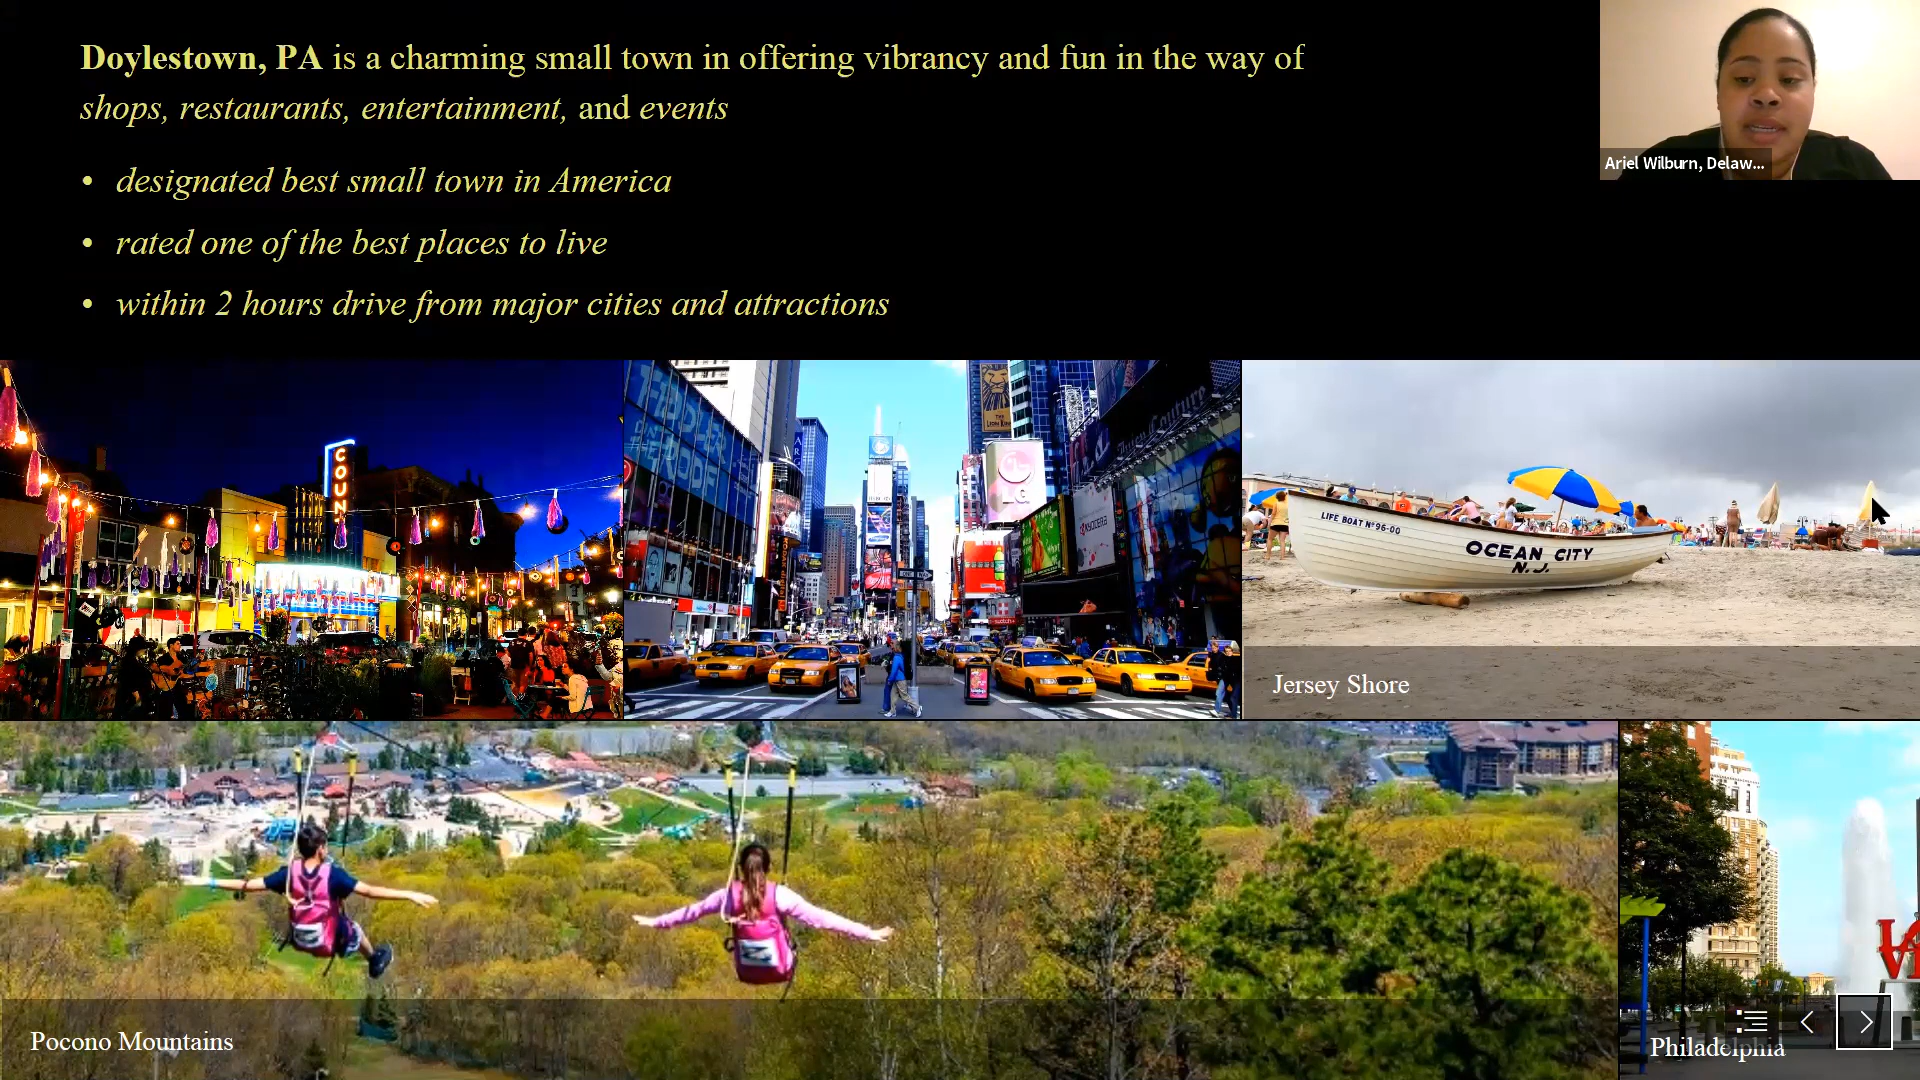 Doylestown, PA is a charming small town in offering vibrancy and fun in the way of
shops, restaurants, entertainment, and events
• designated best small town in America
• rated one of the best places to live
• within 2 hours drive from major cities and attractions
Ariel Wilburn, Delaw...
COUN
LG
LIFE BOAT Nº 96-00
OCEAN CITY
N.J.
Jersey Shore
Pocono Mountains
Philadelphia